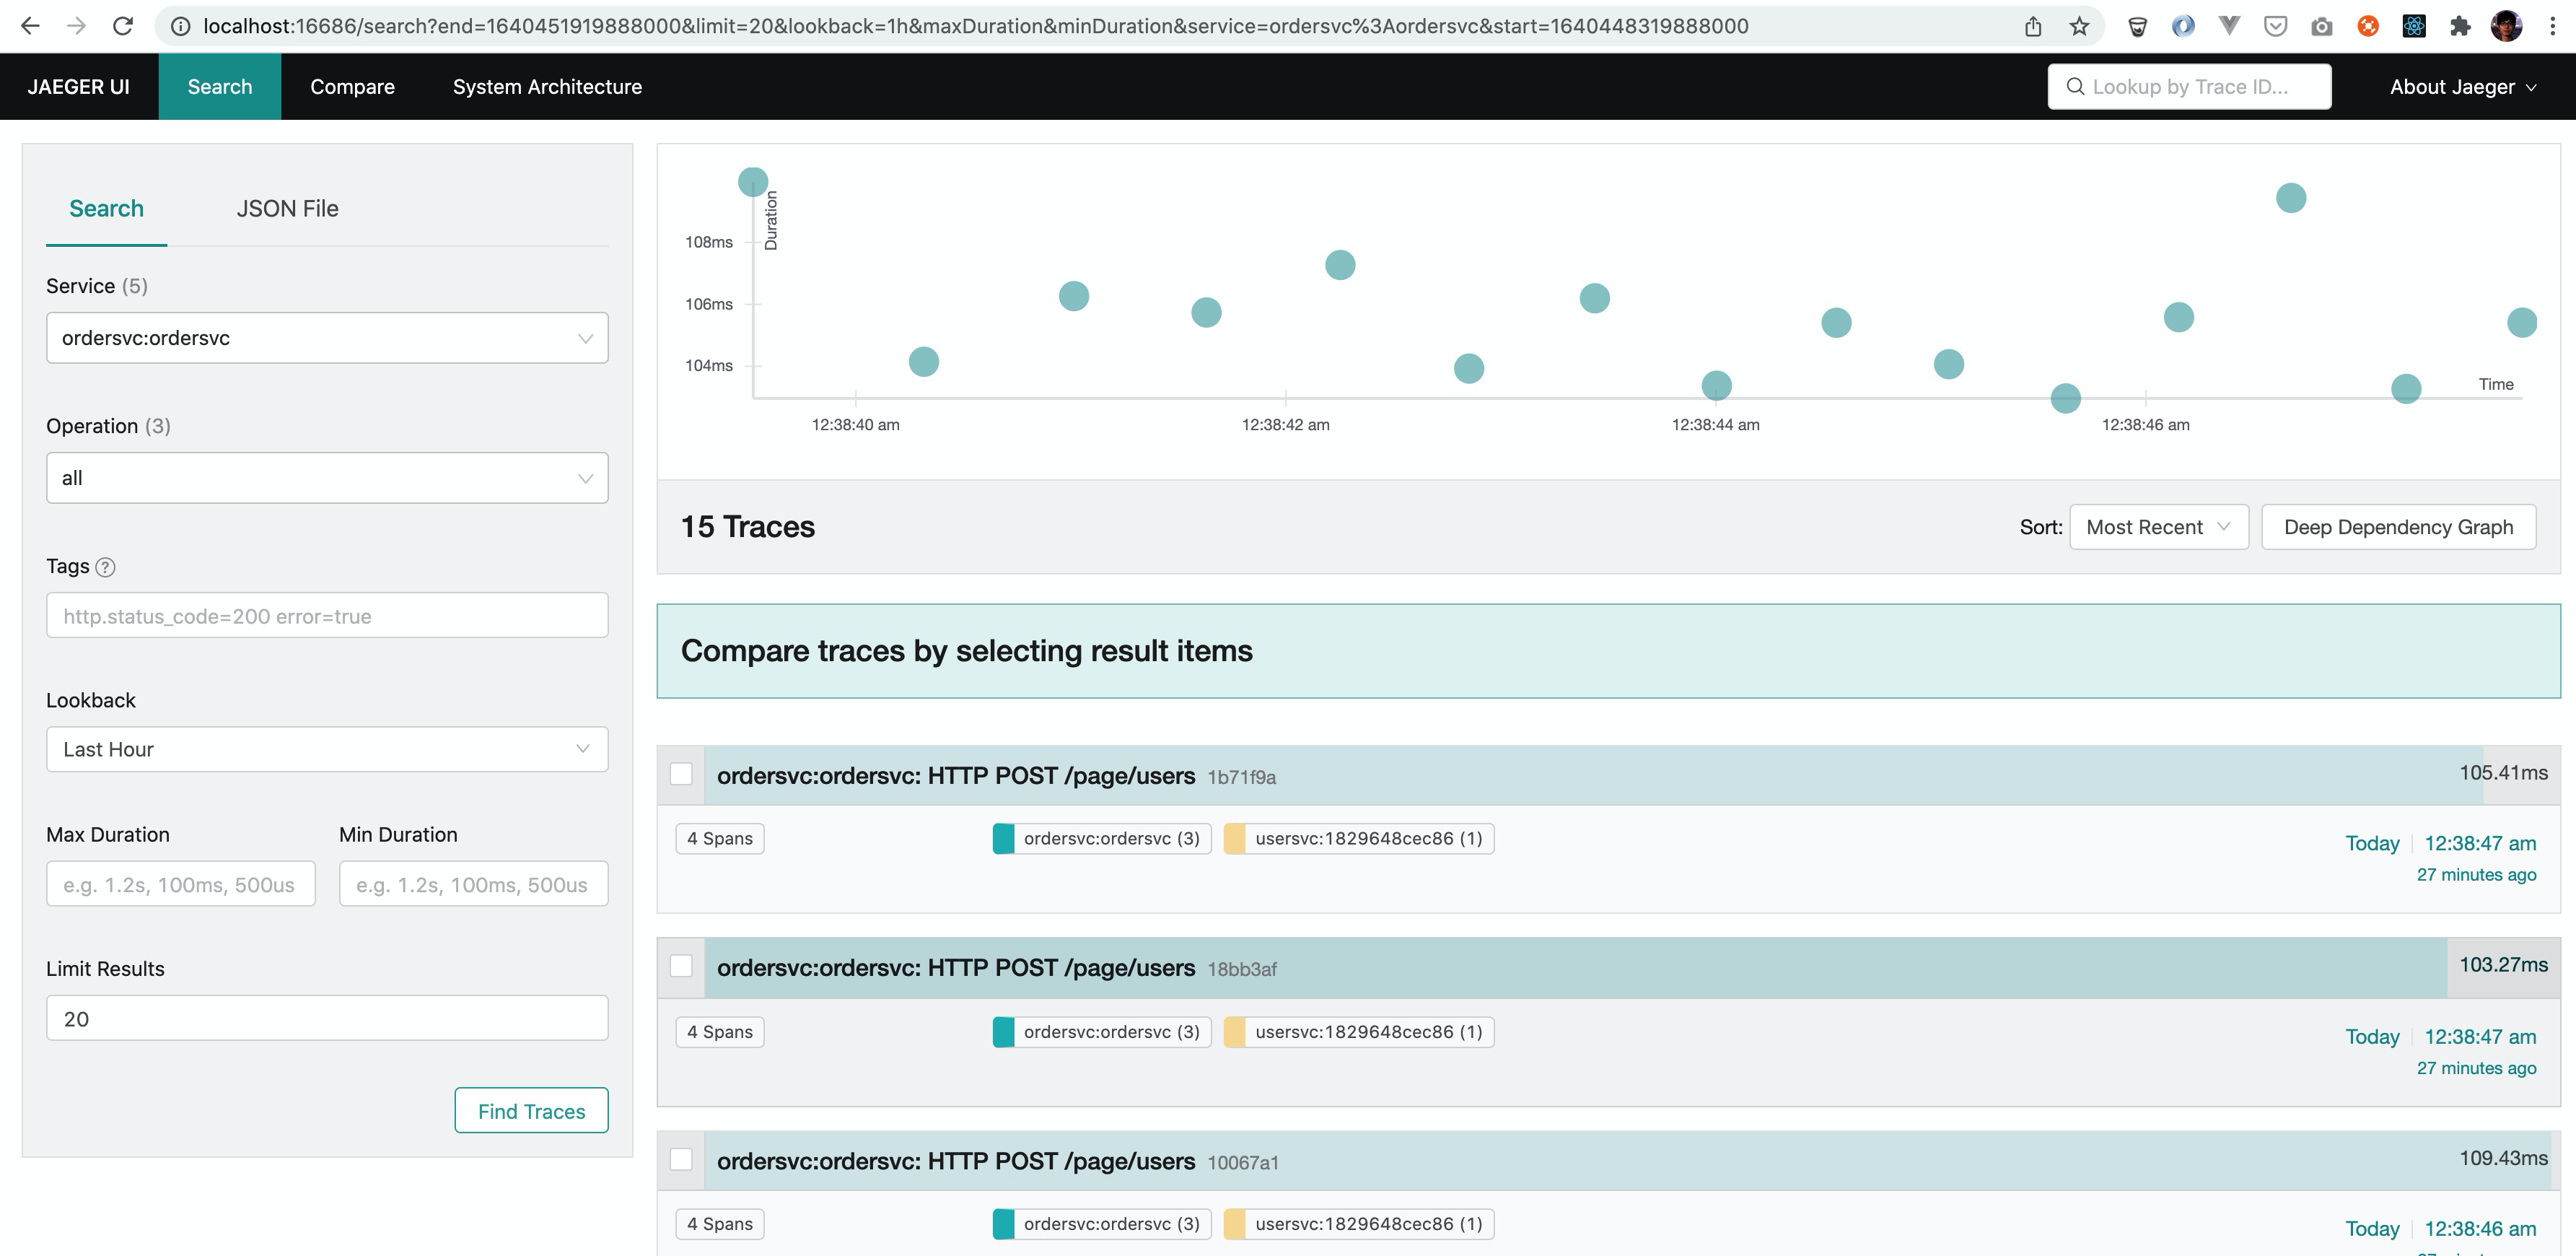 localhost:16686/search?end=1640451919888000&limit=20&lookback=1h&maxDuration&minDuration&service=ordersvc%3Aordersvc&start=1640448319888000
JAEGER UI
Search
Compare
System Architecture
Lookup by Trace ID...
About Jaeger
Search
JSON File
Service (5)
ordersvc:ordersvc
Operation (3)
all
Tags ?
http.status_code=200 error=true
Lookback
Last Hour
Max Duration
Min Duration
e.g. 1.2s, 100ms, 500us
e.g. 1.2s, 100ms, 500us
Limit Results
20
Find Traces
Duration
108ms
106ms
104ms
Time
12:38:40 am
12:38:42 am
12:38:44 am
12:38:46 am
15 Traces
Sort:
Most Recent
Deep Dependency Graph
Compare traces by selecting result items
ordersvc:ordersvc: HTTP POST /page/users 1b71f9a
105.41ms
4 Spans
ordersvc:ordersvc (3)
usersvc:1829648cec86 (1)
Today
12:38:47 am
27 minutes ago
ordersvc:ordersvc: HTTP POST /page/users 18bb3af
103.27ms
4 Spans
ordersvc:ordersvc (3)
usersvc:1829648cec86 (1)
Today
12:38:47 am
27 minutes ago
ordersvc:ordersvc: HTTP POST /page/users 10067a1
109.43ms
4 Spans
ordersvc:ordersvc (3)
usersvc:1829648cec86 (1)
Today
12:38:46 am